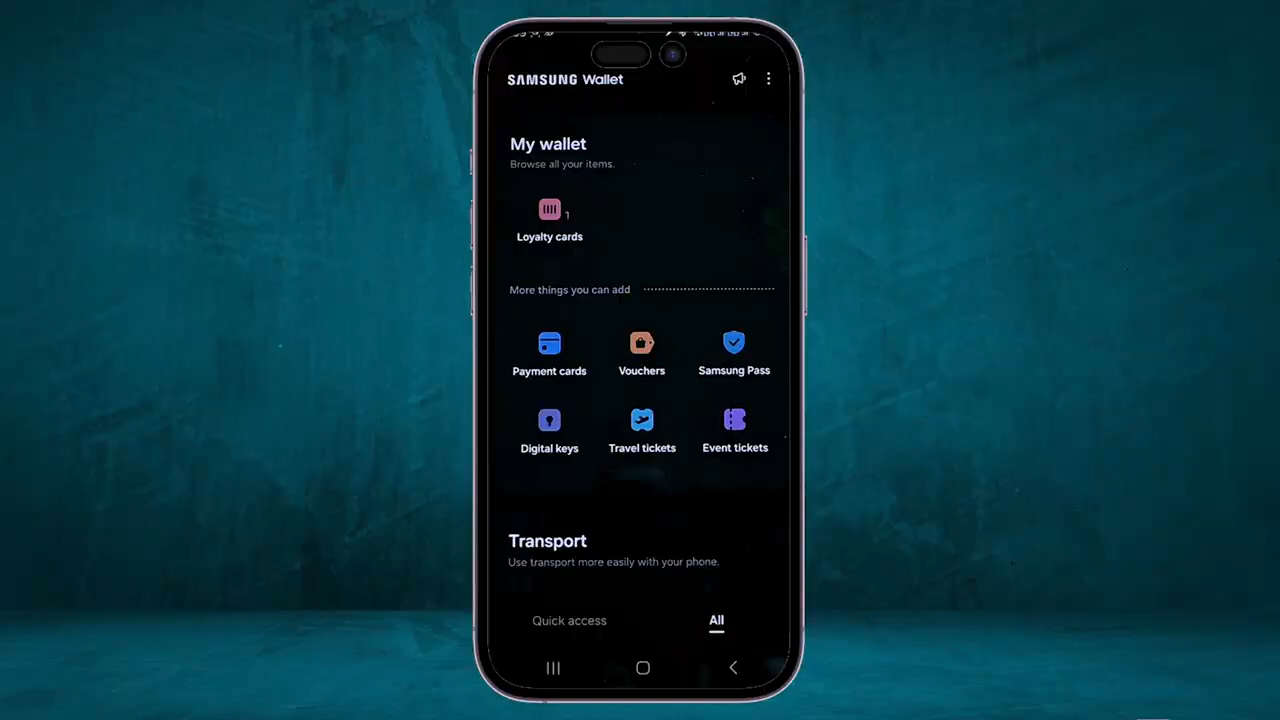 SAMSUNG Wallet
My wallet
Browse all your items.
1
Loyalty cards
More things you can add
Payment cards
Vouchers
Samsung Pass
Digital keys
Travel tickets
Event tickets
Transport
Use transport more easily with your phone.
Quick access
All